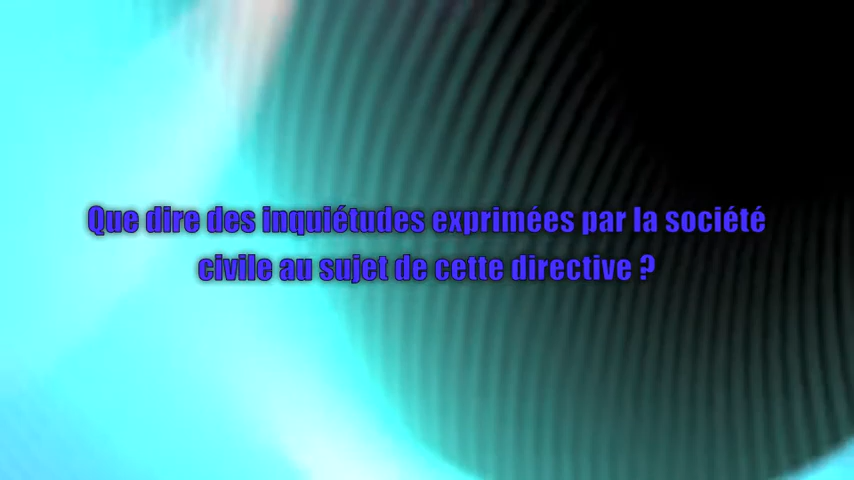 Que dire des inquiétudes exprimées par la société
civile au sujet de cette directive ?